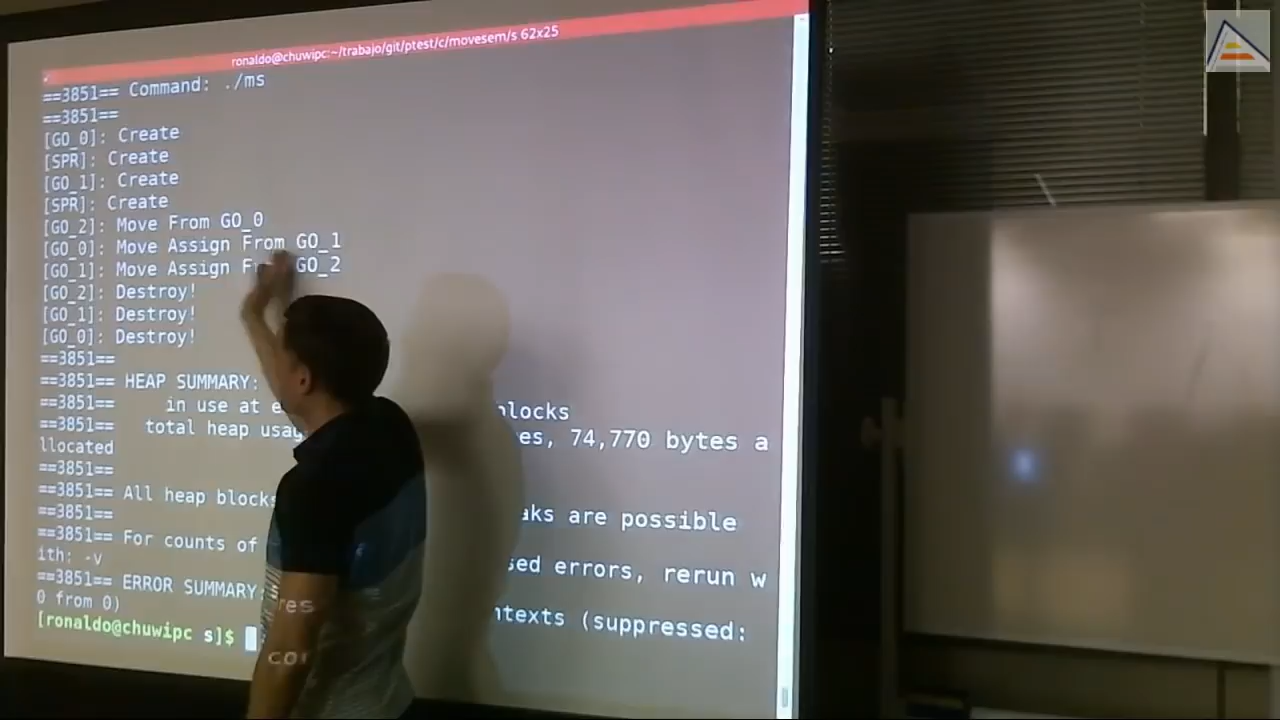 ronaldo@chuwipc:~/trabajo/git/ptest/c/movesem/s 62x25
==3851== Command: ./ms
==3851==
[GO_0]: Create
[SPR]: Create
[GO_1]: Create
[SPR]: Create
[GO_2]: Move From GO_0
[GO_0]: Move Assign From GO_1
[GO_1]: Move Assign GO_2
[GO_2]: Destroy!
[GO_1]: Destroy!
[GO_0]: Destroy!
==3851==
==3851== HEAP SUMMARY:
==3851== in use at blocks
==3851== total heap 74,770 bytes a
llocated
==3851==
==3851== All heap blocks are possible
==3851==
==3851== For counts of errors, rerun w
ith: -v
==3851== ERROR SUMMARY: (suppressed:
0 from 0)
[ronaldo@chuwipc s]$